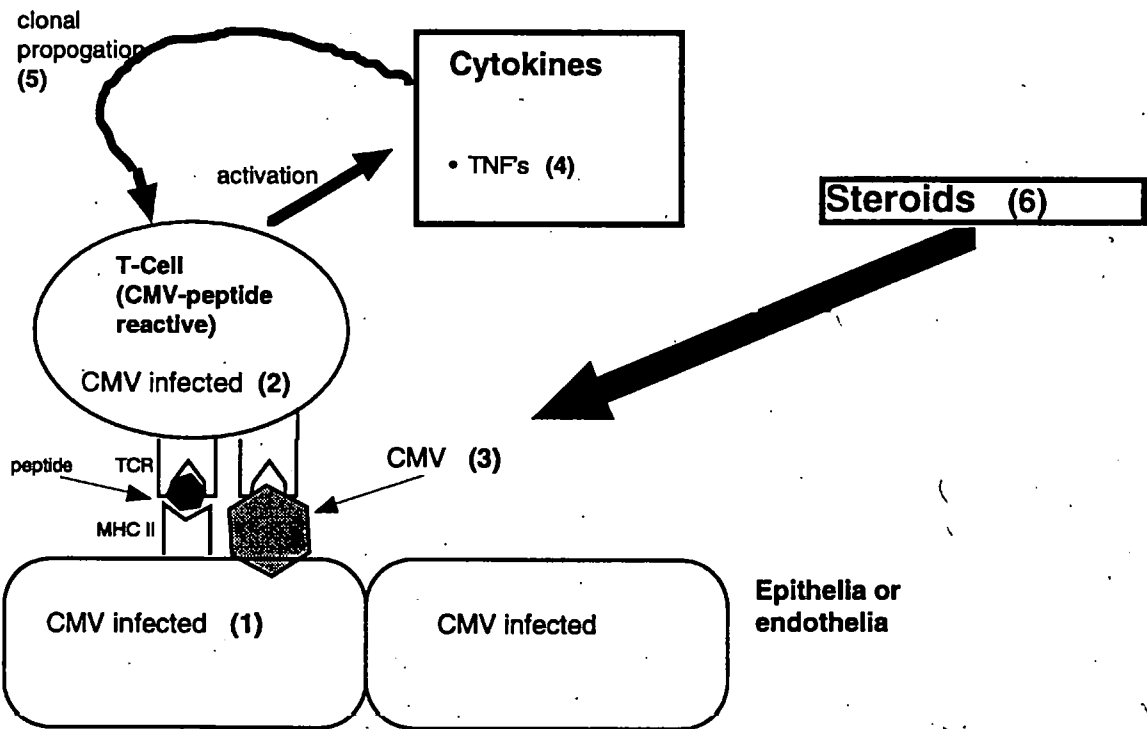 clonal
propogation
(5)
Cytokines
• TNF's (4)
activation
Steroids (6)
T-Cell
(CMV-peptide
reactive)
CMV infected (2)
peptide
TCR
CMV (3)
MHC II
CMV infected (1)
CMV infected
Epithelia or
endothelia